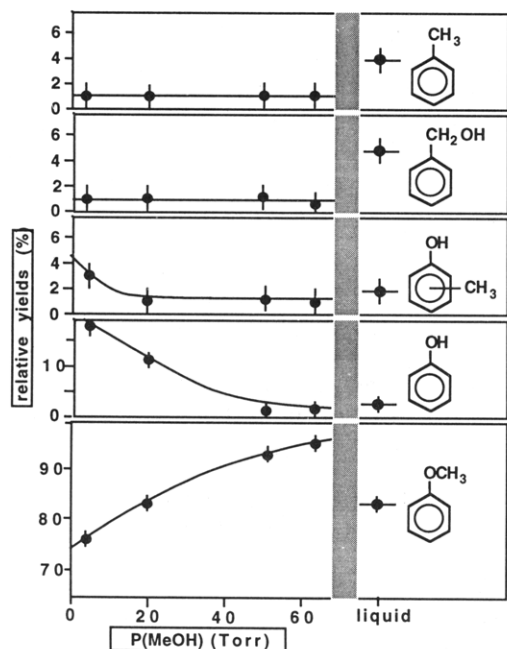 6
4
2
0
CH3
6
4
2
0
CH2OH
6
4
2
0
OH
CH3
10
0
OH
90
80
70
OCH3
relative yields (%)
0 20 40 60
liquid
P(MeOH) (Torr)